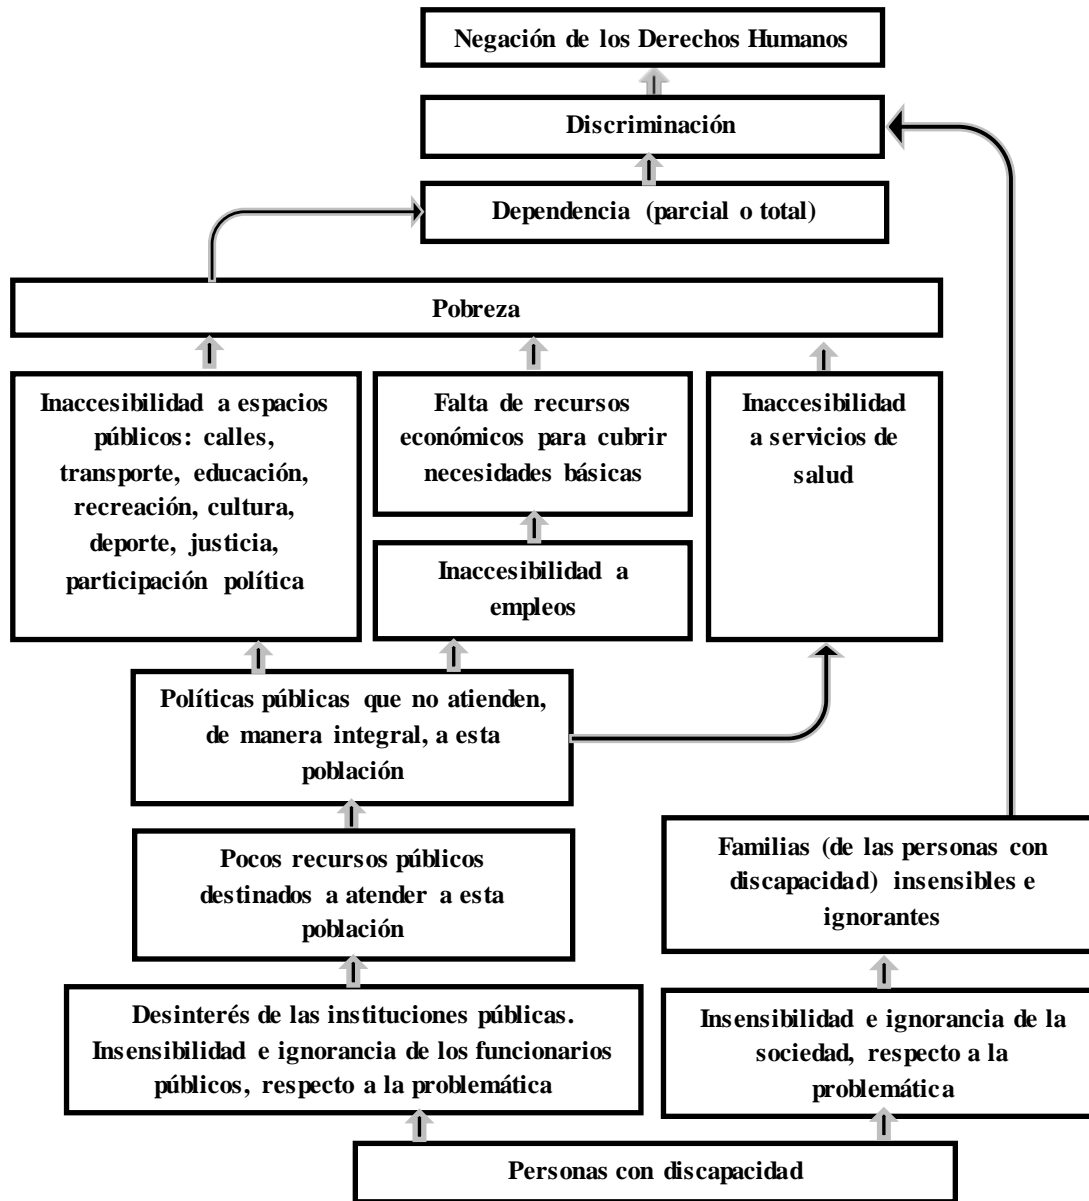 Negación de los Derechos Humanos
Discriminación
Dependencia (parcial o total)
Pobreza
Inaccesibilidad a espacios
públicos: calles,
transporte, educación,
recreación, cultura,
deporte, justicia,
participación política
Falta de recursos
económicos para cubrir
necesidades básicas
Inaccesibilidad
a servicios de
salud
Inaccesibilidad a
empleos
Políticas públicas que no atienden,
de manera integral, a esta
población
Pocos recursos públicos
destinados a atender a esta
población
Familias (de las personas con
discapacidad) insensibles e
ignorantes
Desinterés de las instituciones públicas.
Insensibilidad e ignorancia de los funcionarios
públicos, respecto a la problemática
Insensibilidad e ignorancia de la
sociedad, respecto a la
problemática
Personas con discapacidad